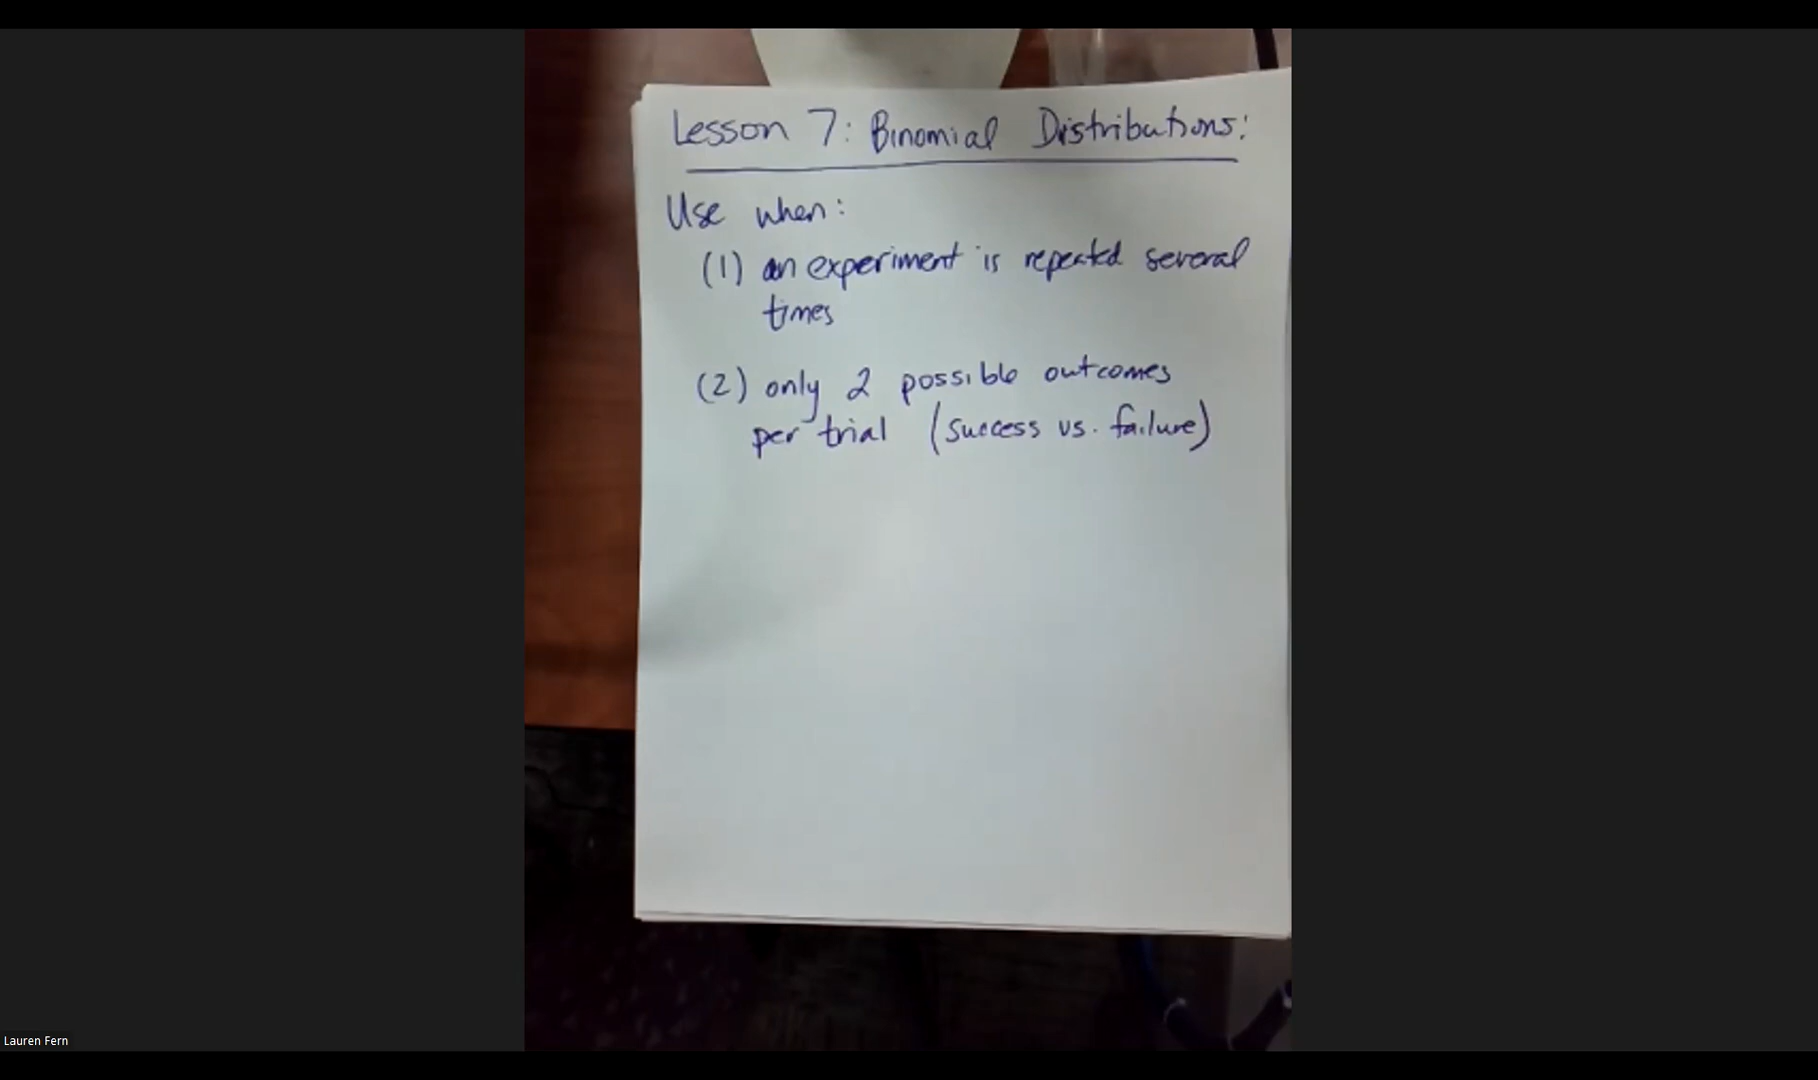 Lesson 7: Binomial Distributions:
Use when:
(1) an experiment is repeated several
times
(2) only 2 possible outcomes
per trial (success vs. failure)
Lauren Fern